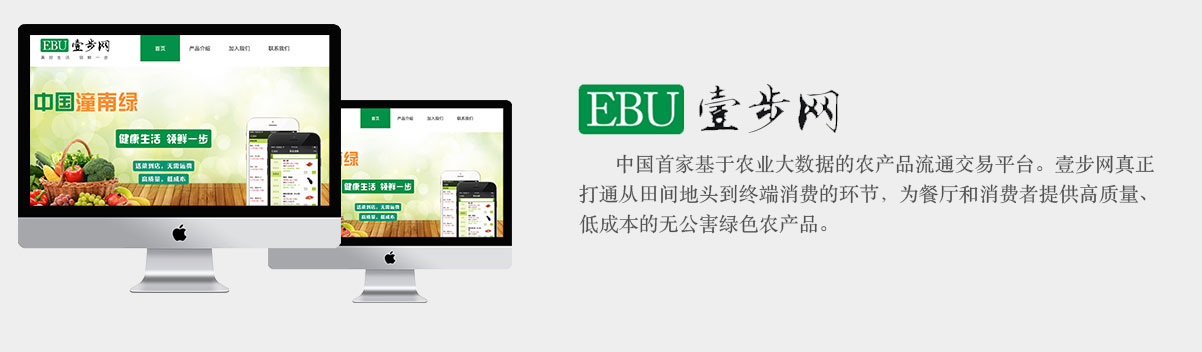 EBU 壹步网
美好生活 领鲜一步
首页 产品介绍 加入我们 联系我们
中国潼南绿
健康生活 领鲜一步
送菜到店，无需运费
高质量、低成本
首页 产品介绍 加入我们 联系我们
绿
健康生活 领鲜一步
送菜到店，无需运费
高质量、低成本
EBU 壹步网
中国首家基于农业大数据的农产品流通交易平台。壹步网真正
打通从田间地头到终端消费的环节，为餐厅和消费者提供高质量、
低成本的无公害绿色农产品。